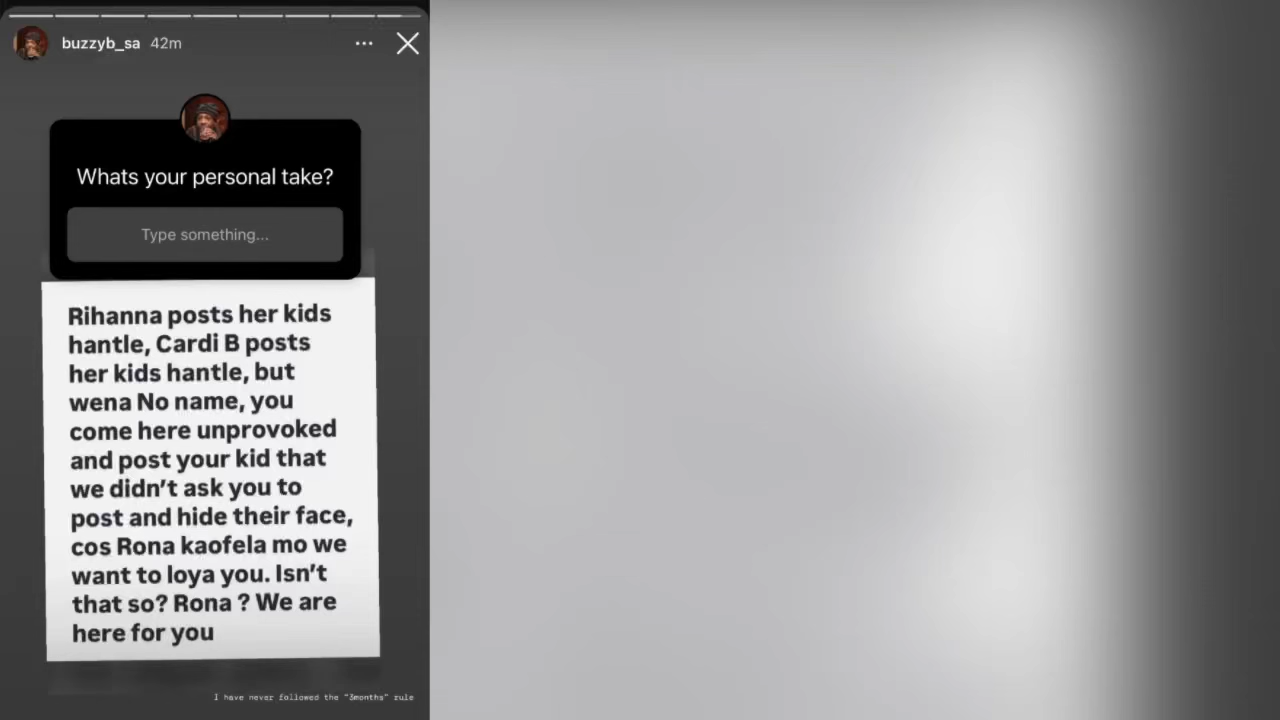 buzzyb_sa 42m
Whats your personal take?
Type something...
Rihanna posts her kids
hantle, Cardi B posts
her kids hantle, but
wena No name, you
come here unprovoked
and post your kid that
we didn't ask you to
post and hide their face,
cos Rona kaofela mo we
want to loya you. Isn't
that so? Rona ? We are
here for you
I have never followed the "3months" rule